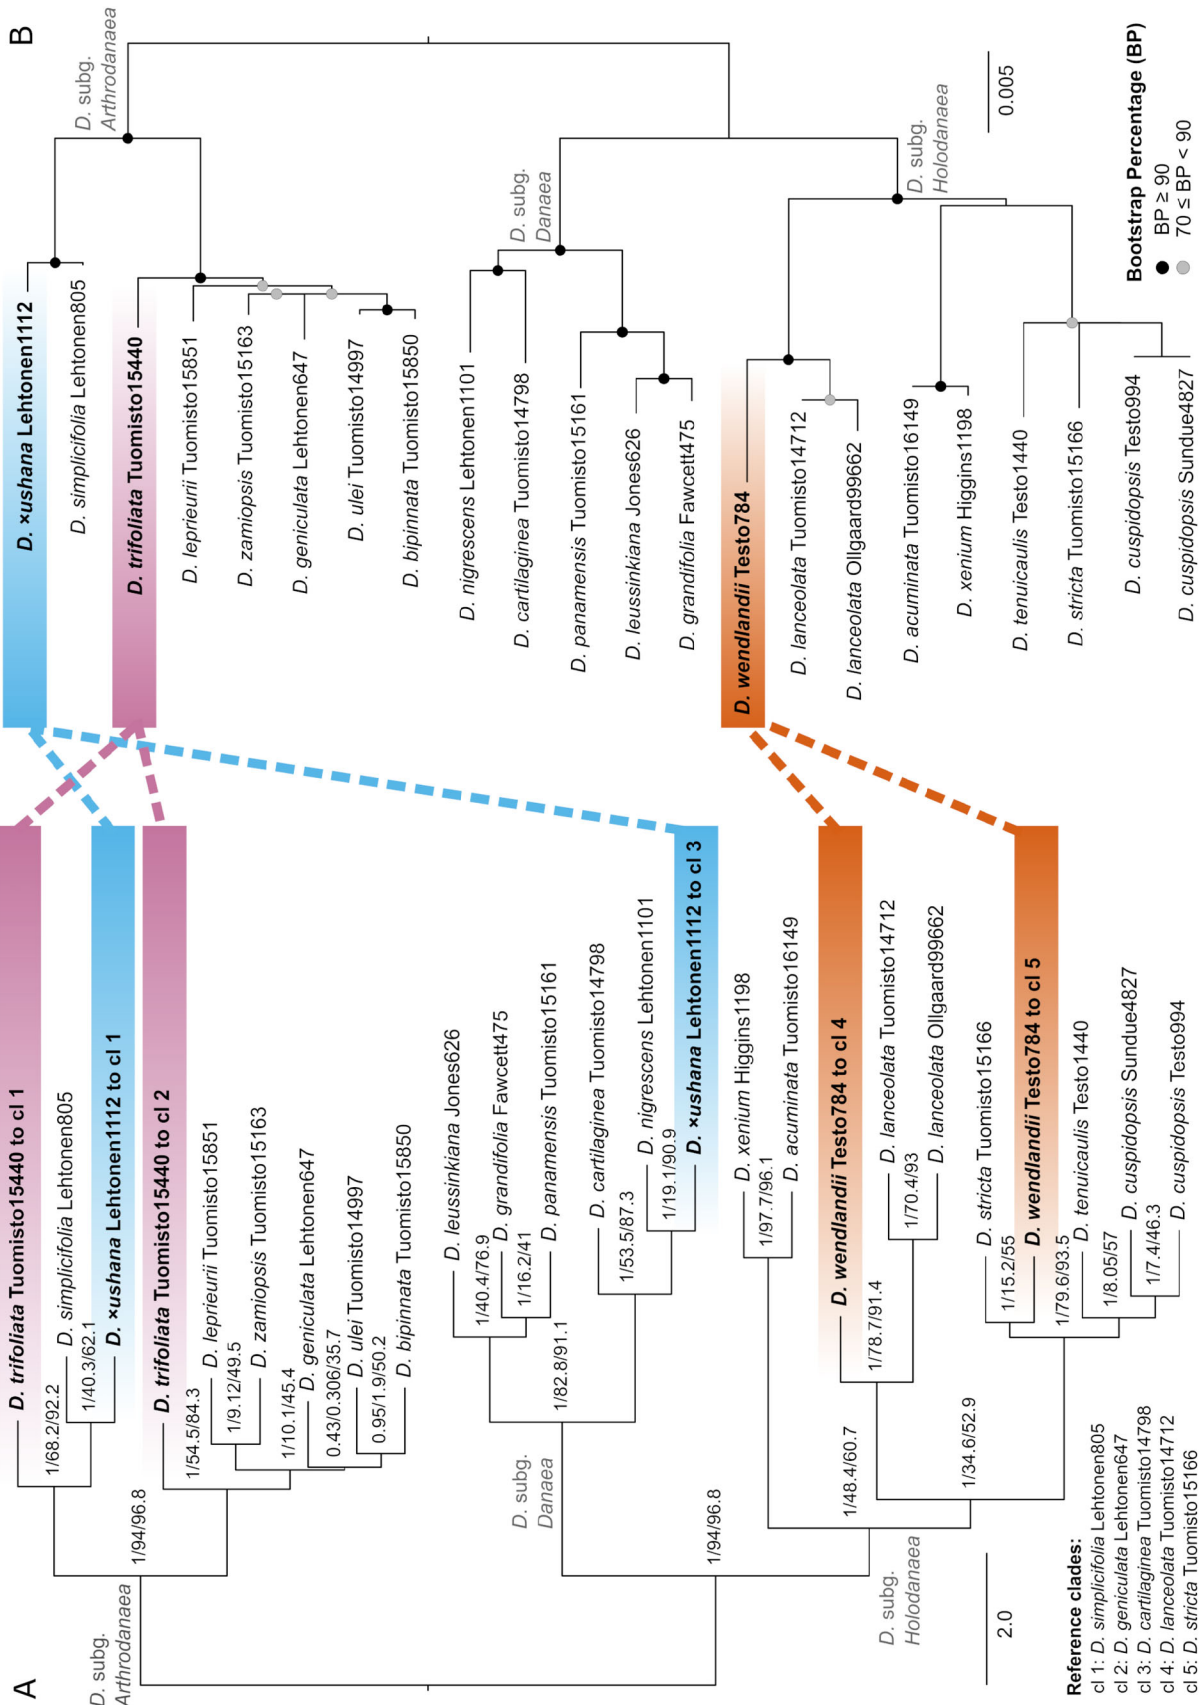 A
D. subg.
Arthrodanaea
D. trifoliata Tuomisto15440 to cl 1
1/68.2/92.2
D. simplicifolia Lehtonen805
1/40.3/62.1
D. ×ushana Lehtonen1112 to cl 1
1/94/96.8
D. trifoliata Tuomisto15440 to cl 2
1/54.5/84.3
D. leprieurii Tuomisto15851
1/9.12/49.5
D. zamiopsis Tuomisto15163
1/10.1/45.4
D. geniculata Lehtonen647
0.43/0.306/35.7
D. ulei Tuomisto14997
0.95/1.9/50.2
D. bipinnata Tuomisto15850
D. subg.
Danaea
D. leussinkiana Jones626
1/40.4/76.9
D. grandifolia Fawcett475
1/16.2/41
D. panamensis Tuomisto15161
1/82.8/91.1
D. cartilaginea Tuomisto14798
1/53.5/87.3
D. nigrescens Lehtonen1101
1/19.1/90.9
D. ×ushana Lehtonen1112 to cl 3
1/94/96.8
D. xenium Higgins1198
1/97.7/96.1
D. acuminata Tuomisto16149
1/48.4/60.7
D. wendlandii Testo784 to cl 4
1/78.7/91.4
D. lanceolata Tuomisto14712
1/70.4/93
D. lanceolata Ollgaard99662
1/34.6/52.9
D. stricta Tuomisto15166
1/15.2/55
D. wendlandii Testo784 to cl 5
1/79.6/93.5
D. tenuicaulis Testo1440
1/8.05/57
D. cuspidopsis Sundue4827
1/7.4/46.3
D. cuspidopsis Testo994
D. subg.
Holodanaea
2.0
Reference clades:
cl 1: D. simplicifolia Lehtonen805
cl 2: D. geniculata Lehtonen647
cl 3: D. cartilaginea Tuomisto14798
cl 4: D. lanceolata Tuomisto14712
cl 5: D. stricta Tuomisto15166
B
D. subg.
Arthrodanaea
D. ×ushana Lehtonen1112
D. simplicifolia Lehtonen805
D. trifoliata Tuomisto15440
D. leprieurii Tuomisto15851
D. zamiopsis Tuomisto15163
D. geniculata Lehtonen647
D. ulei Tuomisto14997
D. bipinnata Tuomisto15850
D. subg.
Danaea
D. nigrescens Lehtonen1101
D. cartilaginea Tuomisto14798
D. panamensis Tuomisto15161
D. leussinkiana Jones626
D. grandifolia Fawcett475
D. wendlandii Testo784
D. lanceolata Tuomisto14712
D. lanceolata Ollgaard99662
D. subg.
Holodanaea
D. acuminata Tuomisto16149
D. xenium Higgins1198
D. tenuicaulis Testo1440
D. stricta Tuomisto15166
D. cuspidopsis Testo994
D. cuspidopsis Sundue4827
0.005
Bootstrap Percentage (BP)
BP ≥ 90
70 ≤ BP < 90